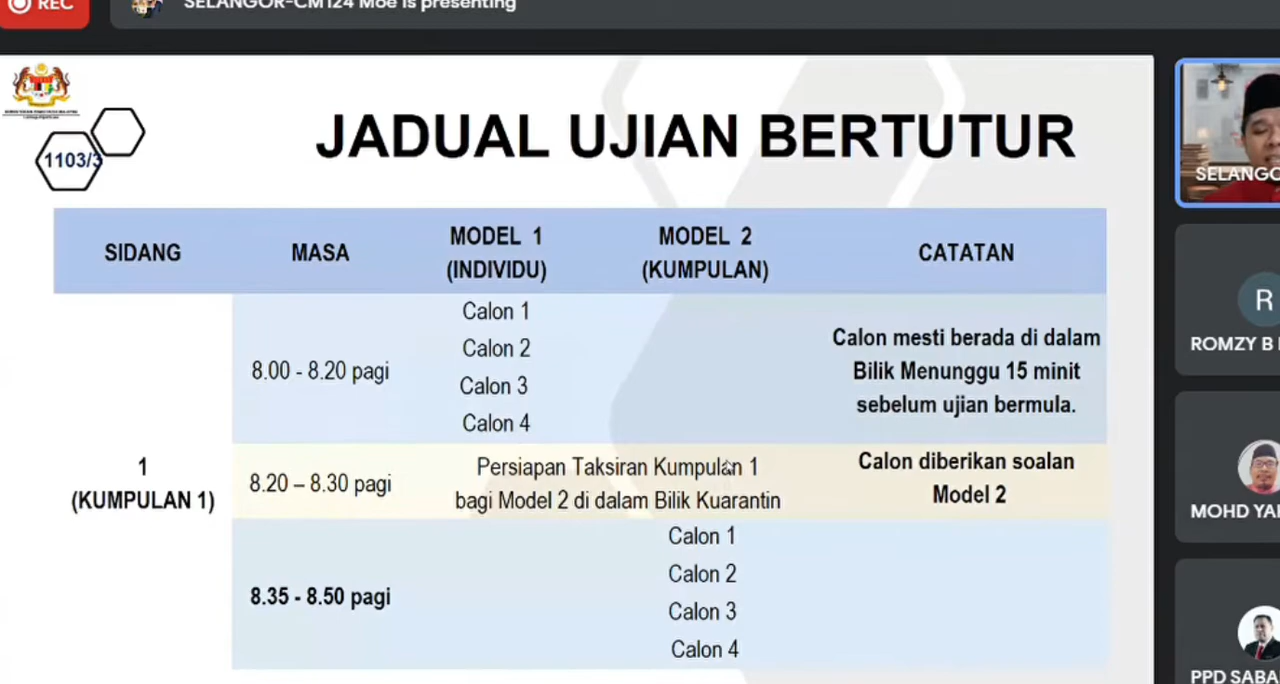 REC
SELANGOR-CM124 Moe is presenting
1103/3
JADUAL UJIAN BERTUTUR
SIDANG
MASA
MODEL 1
(INDIVIDU)
MODEL 2
(KUMPULAN)
CATATAN
1
(KUMPULAN 1)
8.00 - 8.20 pagi
Calon 1
Calon 2
Calon 3
Calon 4
Calon mesti berada di dalam
Bilik Menunggu 15 minit
sebelum ujian bermula.
8.20 – 8.30 pagi
Persiapan Taksiran Kumpulan 1
bagi Model 2 di dalam Bilik Kuarantin
Calon diberikan soalan
Model 2
8.35 - 8.50 pagi
Calon 1
Calon 2
Calon 3
Calon 4
SELANGO
R
ROMZY B
MOHD YA
PPD SABA